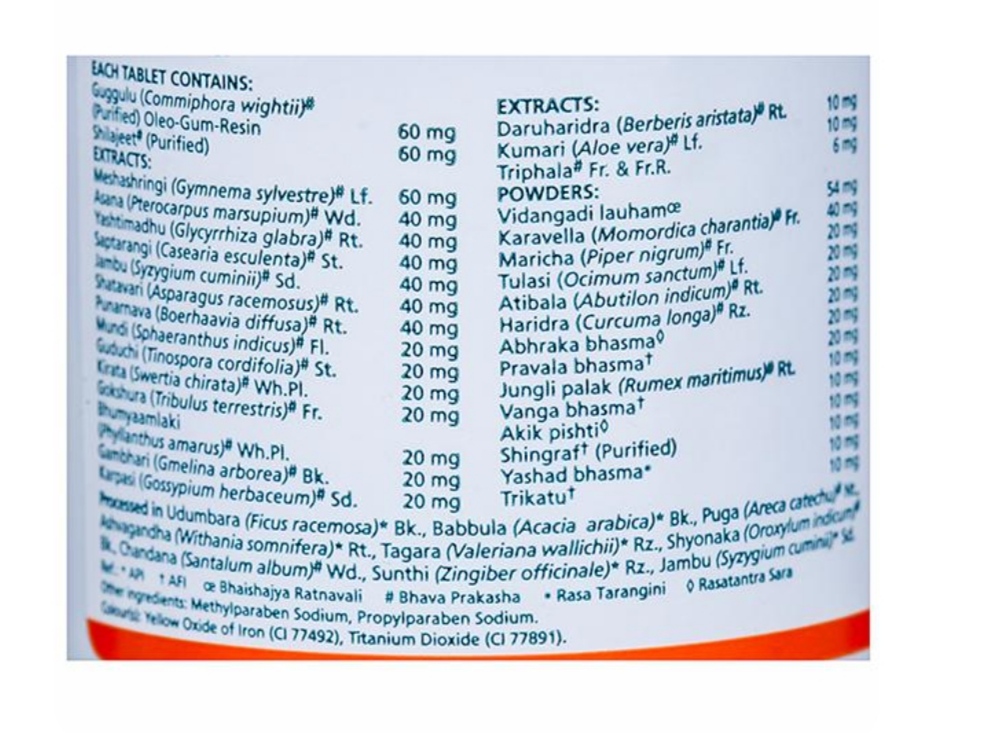 EACH TABLET CONTAINS:
Guggulu (Commiphora wightii)#
(Purified) Oleo-Gum-Resin 60 mg
Shilajeet# (Purified) 60 mg
EXTRACTS:
Meshashringi (Gymnema sylvestre)# Lf. 60 mg
Asana (Pterocarpus marsupium)# Wd. 40 mg
Yashtimadhu (Glycyrrhiza glabra)# Rt. 40 mg
Saptarangi (Casearia esculenta)# St. 40 mg
Jambu (Syzygium cuminii)# Sd. 40 mg
Shatavari (Asparagus racemosus)# Rt. 40 mg
Punarnava (Boerhaavia diffusa)# Rt. 40 mg
Mundi (Sphaeranthus indicus)# Fl. 20 mg
Guduchi (Tinospora cordifolia)# St. 20 mg
Kirata (Swertia chirata)# Wh.Pl. 20 mg
Gokshura (Tribulus terrestris)# Fr. 20 mg
Bhumyaamlaki
(Phyllanthus amarus)# Wh.Pl. 20 mg
Gambhari (Gmelina arborea)# Bk. 20 mg
Karpasi (Gossypium herbaceum)# Sd. 20 mg
EXTRACTS:
Daruharidra (Berberis aristata)# Rt. 10 mg
Kumari (Aloe vera)# Lf. 10 mg
Triphala# Fr. & Fr.R. 6 mg
POWDERS:
Vidangadi lauhamœ 54 mg
Karavella (Momordica charantia)# Fr. 40 mg
Maricha (Piper nigrum)# Fr. 20 mg
Tulasi (Ocimum sanctum)# Lf. 20 mg
Atibala (Abutilon indicum)# Rt. 20 mg
Haridra (Curcuma longa)# Rz. 20 mg
Abhraka bhasma◊ 20 mg
Pravala bhasma† 20 mg
Jungli palak (Rumex maritimus)# Rt. 10 mg
Vanga bhasma† 10 mg
Akik pishti◊ 10 mg
Shingraf† (Purified) 10 mg
Yashad bhasma• 10 mg
Trikatu† 10 mg
Processed in Udumbara (Ficus racemosa)* Bk., Babbula (Acacia arabica)* Bk., Puga (Areca catechu)#
Ashvagandha (Withania somnifera)* Rt., Tagara (Valeriana wallichii)* Rz., Shyonaka (Oroxylum indicum)#
Bk., Chandana (Santalum album)# Wd., Sunthi (Zingiber officinale)* Rz., Jambu (Syzygium cuminii)* Sd.
Ref., * API † AFI œ Bhaishajya Ratnavali # Bhava Prakasha • Rasa Tarangini ◊ Rasatantra Sara
Other ingredients: Methylparaben Sodium, Propylparaben Sodium.
Colour(s): Yellow Oxide of Iron (CI 77492), Titanium Dioxide (CI 77891).